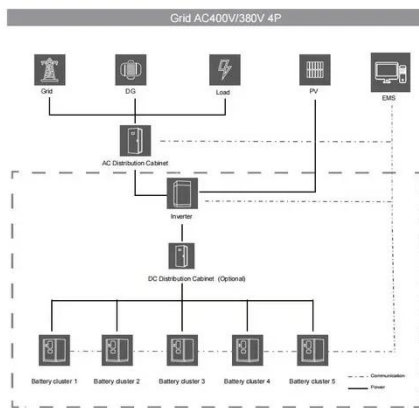 Grid AC400V/380V 4P
Grid
DG
Load
PV
EMS
AC Distribution Cabinet
Inverter
DC Distribution Cabinet (Optional)
Battery cluster 1
Battery cluster 2
Battery cluster 3
Battery cluster 4
Battery cluster 5
Communication
Power